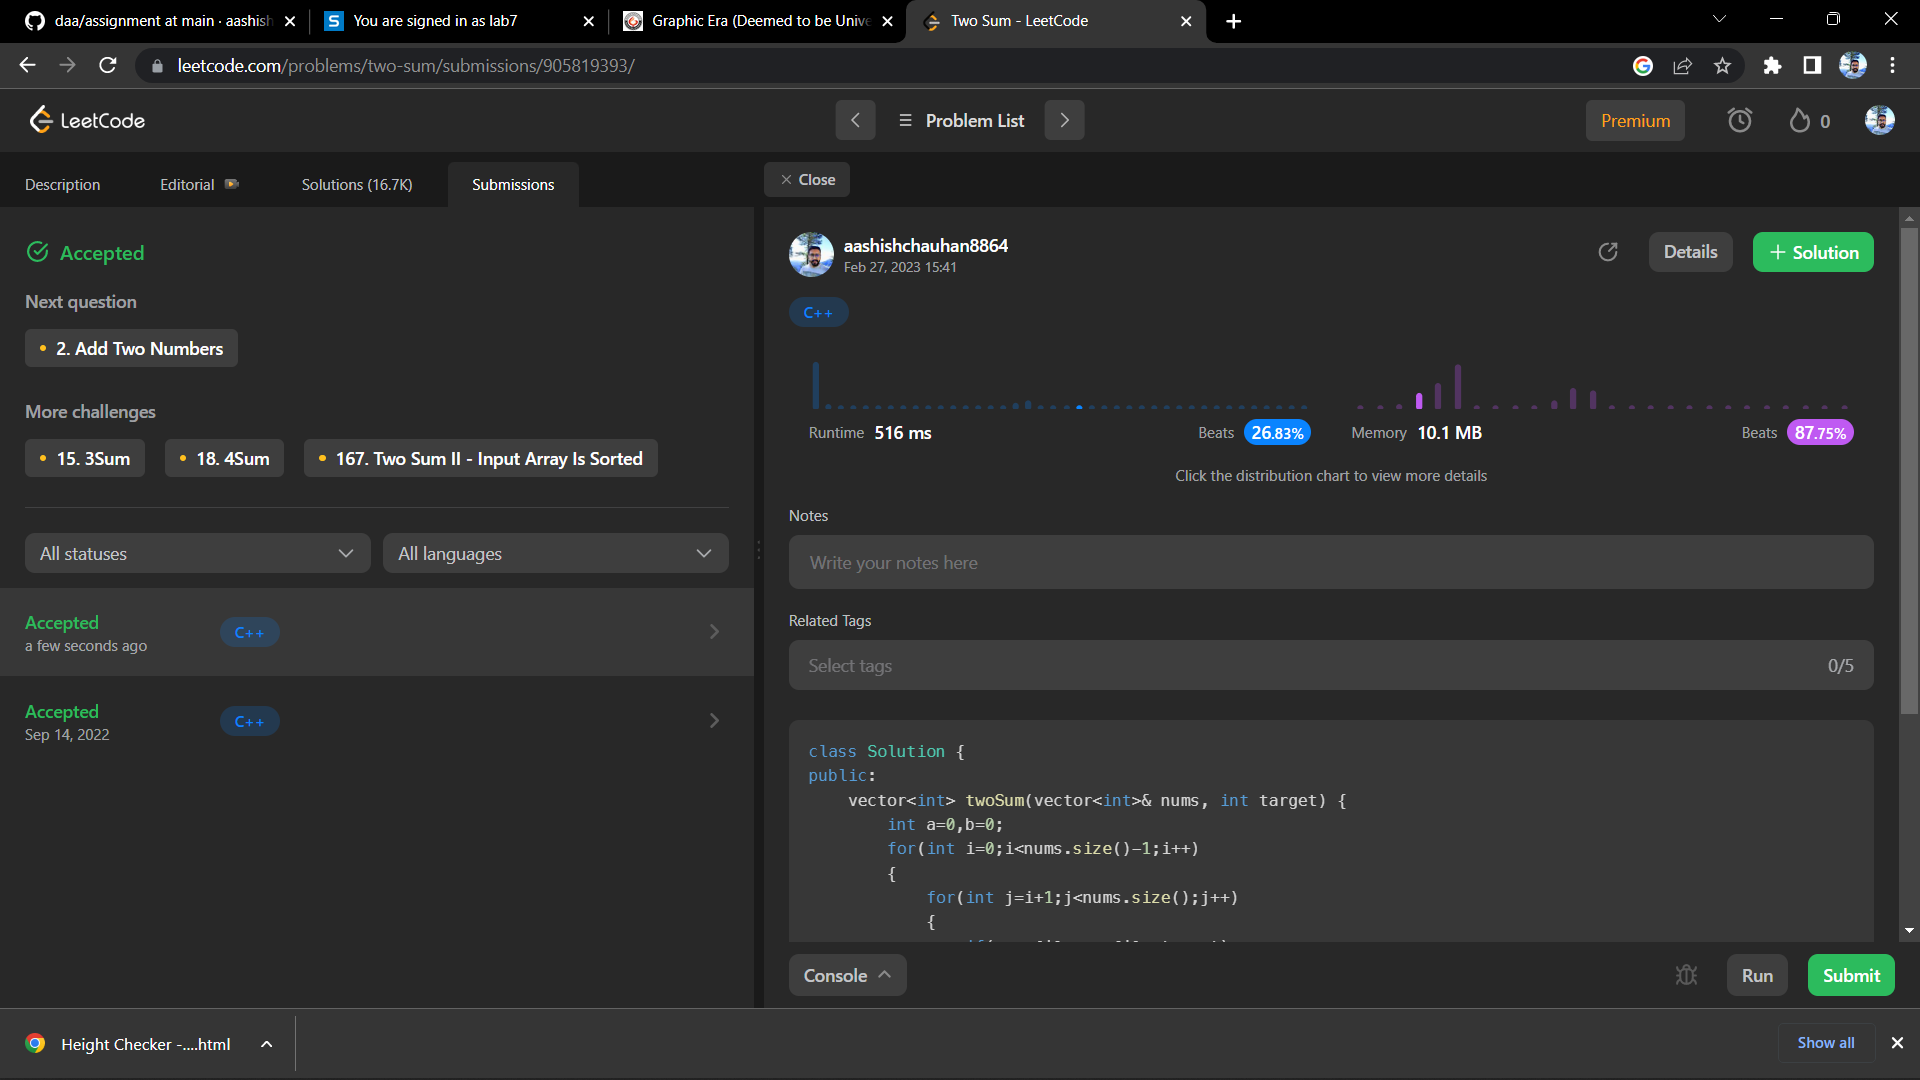 daa/assignment at main · aashish
You are signed in as lab7
Graphic Era (Deemed to be Unive
Two Sum - LeetCode
leetcode.com/problems/two-sum/submissions/905819393/
LeetCode
Problem List
Premium
0
Description
Editorial
Solutions (16.7K)
Submissions
Close
Accepted
Next question
2. Add Two Numbers
More challenges
15. 3Sum
18. 4Sum
167. Two Sum II - Input Array Is Sorted
All statuses
All languages
Accepted
a few seconds ago
C++
Accepted
Sep 14, 2022
C++
aashishchauhan8864
Feb 27, 2023 15:41
Details
+ Solution
C++
Runtime 516 ms
Beats 26.83%
Memory 10.1 MB
Beats 87.75%
Click the distribution chart to view more details
Notes
Write your notes here
Related Tags
Select tags
0/5
class Solution {
public:
    vector<int> twoSum(vector<int>& nums, int target) {
        int a=0,b=0;
        for(int i=0;i<nums.size()-1;i++)
        {
            for(int j=i+1;j<nums.size();j++)
            {
Console
Run
Submit
Height Checker -....html
Show all